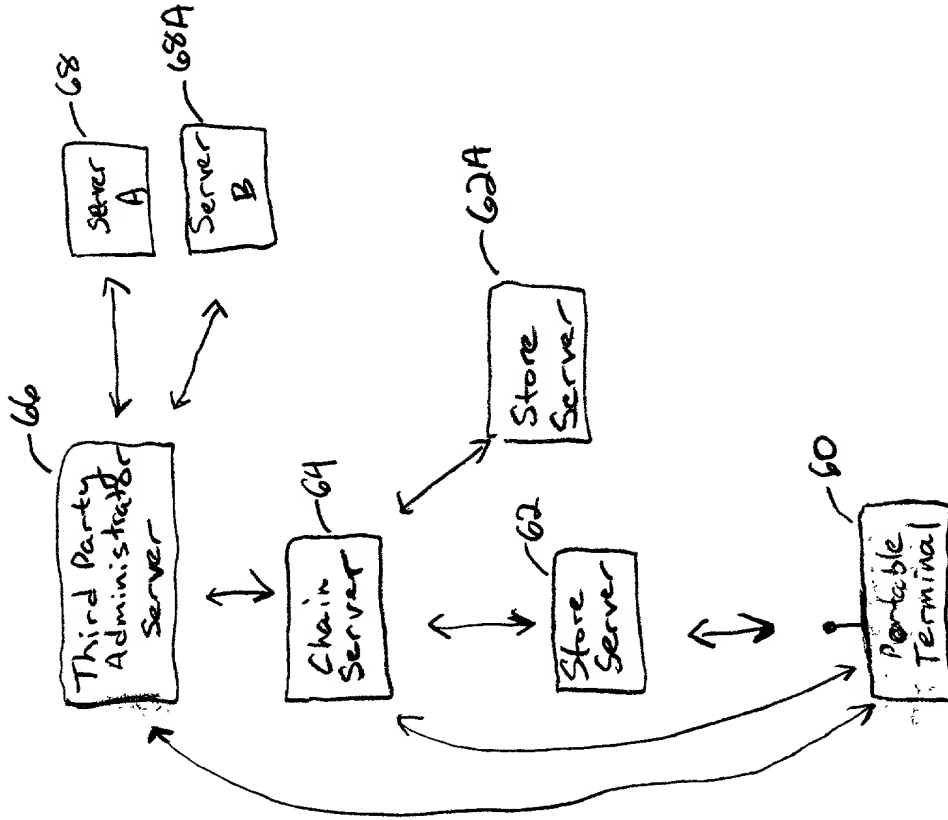 66
Third Party
Administrator
Server
68
Server
A
68A
Server
B
64
Chain
Server
62A
Store
Server
62
Store
Server
60
Portable
Terminal